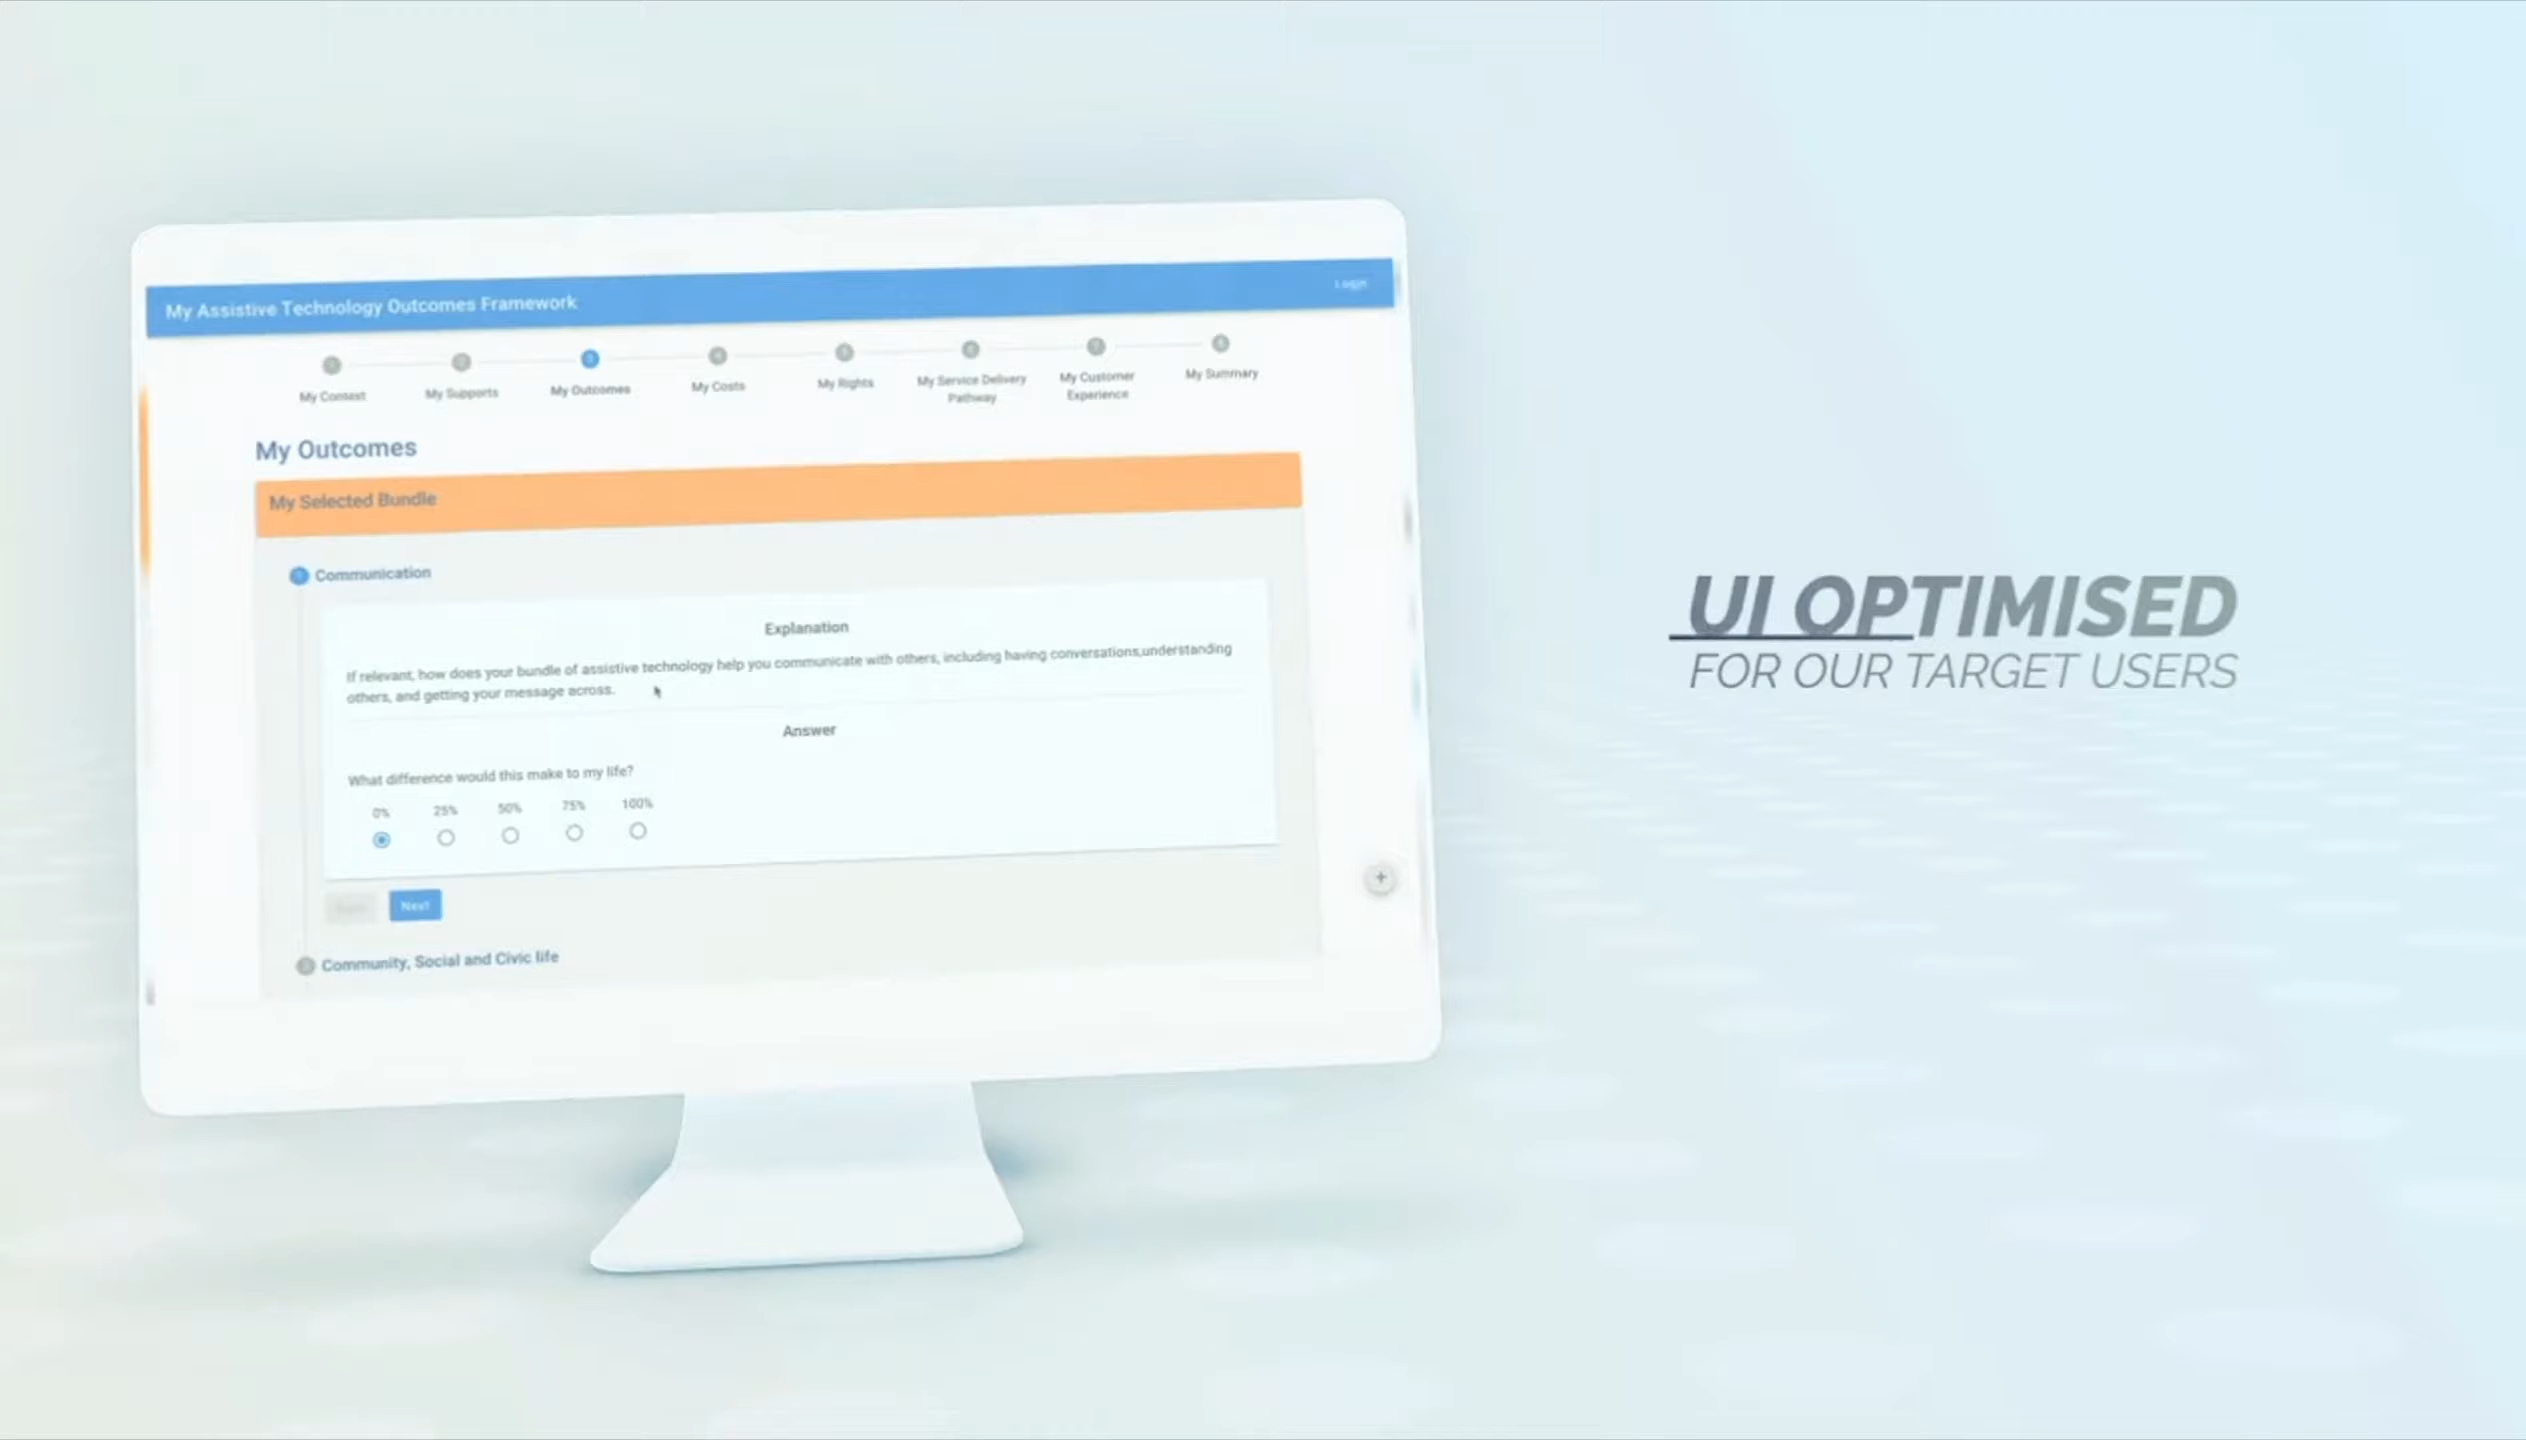 My Assistive Technology Outcomes Framework
Login
My Context
My Supports
My Outcomes
My Costs
My Rights
My Service Delivery
Pathway
My Customer
Experience
My Summary
My Outcomes
My Selected Bundle
Communication
Explanation
If relevant, how does your bundle of assistive technology help you communicate with others, including having conversations,understanding
others, and getting your message across.
Answer
What difference would this make to my life?
0% 25% 50% 75% 100%
Next
Community, Social and Civic life
+
UI OPTIMISED
FOR OUR TARGET USERS